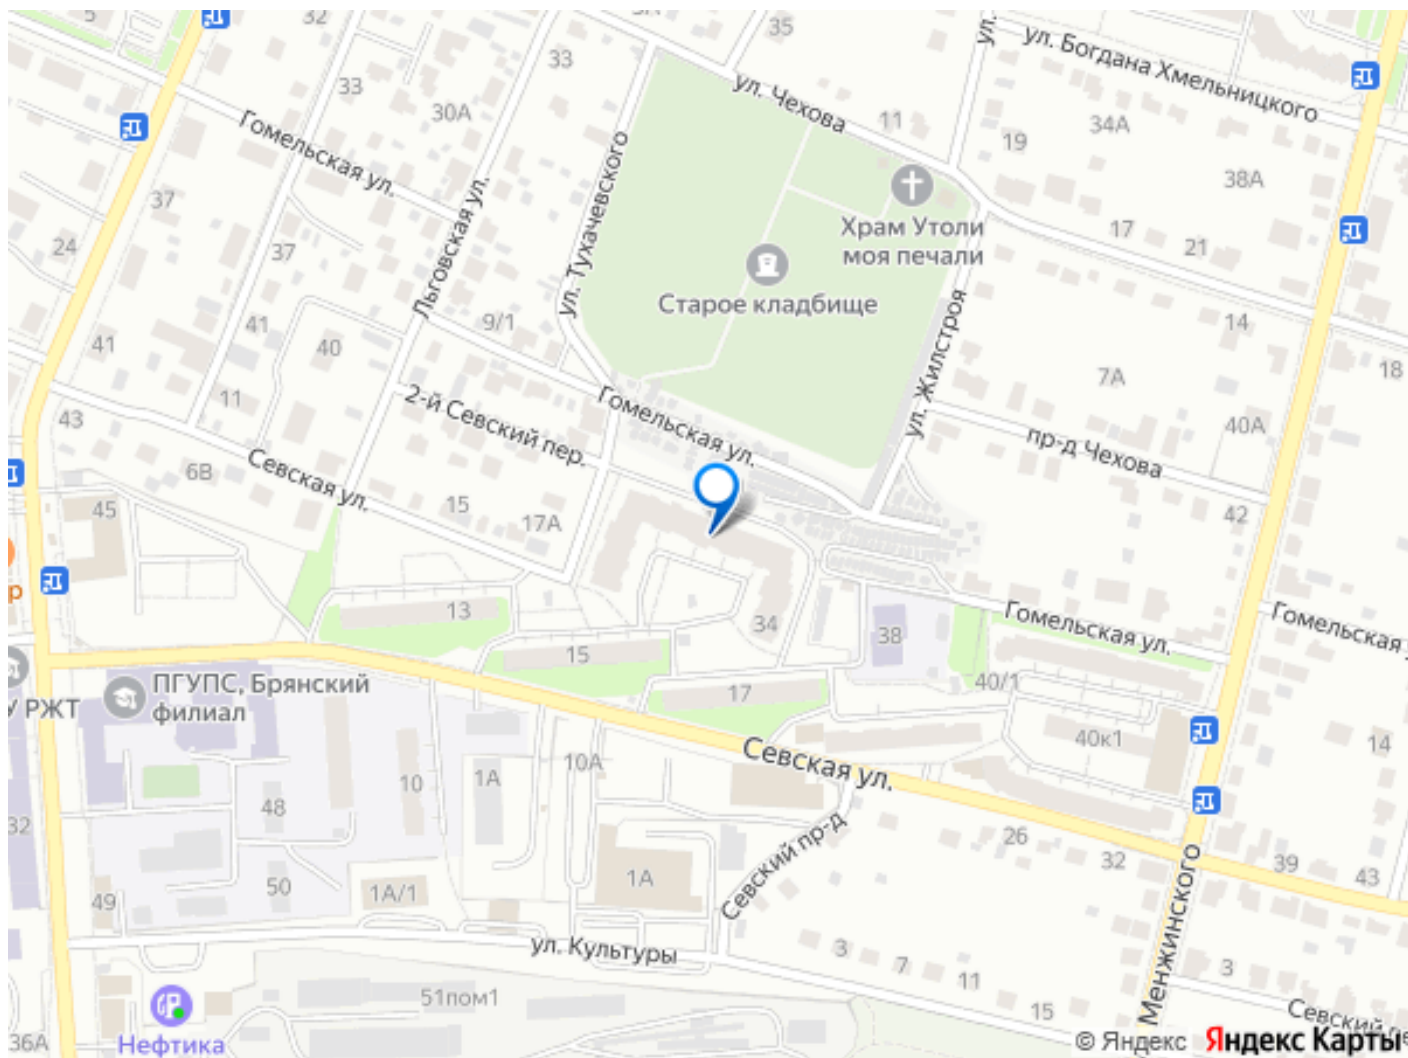 5
32
3А
35
ул.
ул. Богдана Хмельницкого
33
33
30А
ул. Чехова
11
19
34А
38А
Гомельская ул.
37
24
37
Льговская ул.
ул. Тухачевского
Храм Утоли
моя печали
Старое кладбище
17
21
14
18
41
41
40
9/1
11
43
7А
40А
ул. Жилстроя
пр-д Чехова
42
2-й Севский пер.
Гомельская ул.
Севская ул.
6В
45
15
17А
р
13
15
34
38
17
Гомельская ул.
Гомельская у
40/1
40к1
14
У РЖТ
ПГУПС, Брянский
филиал
Севская ул.
10
1А
10А
48
32
50
49
1А/1
1А
Севский пр-д
26
32
39
43
Менжинского
ул. Культуры
3
7
11
15
3
Севский пе
51пом1
36А
Нефтика
© Яндекс Яндекс Карты